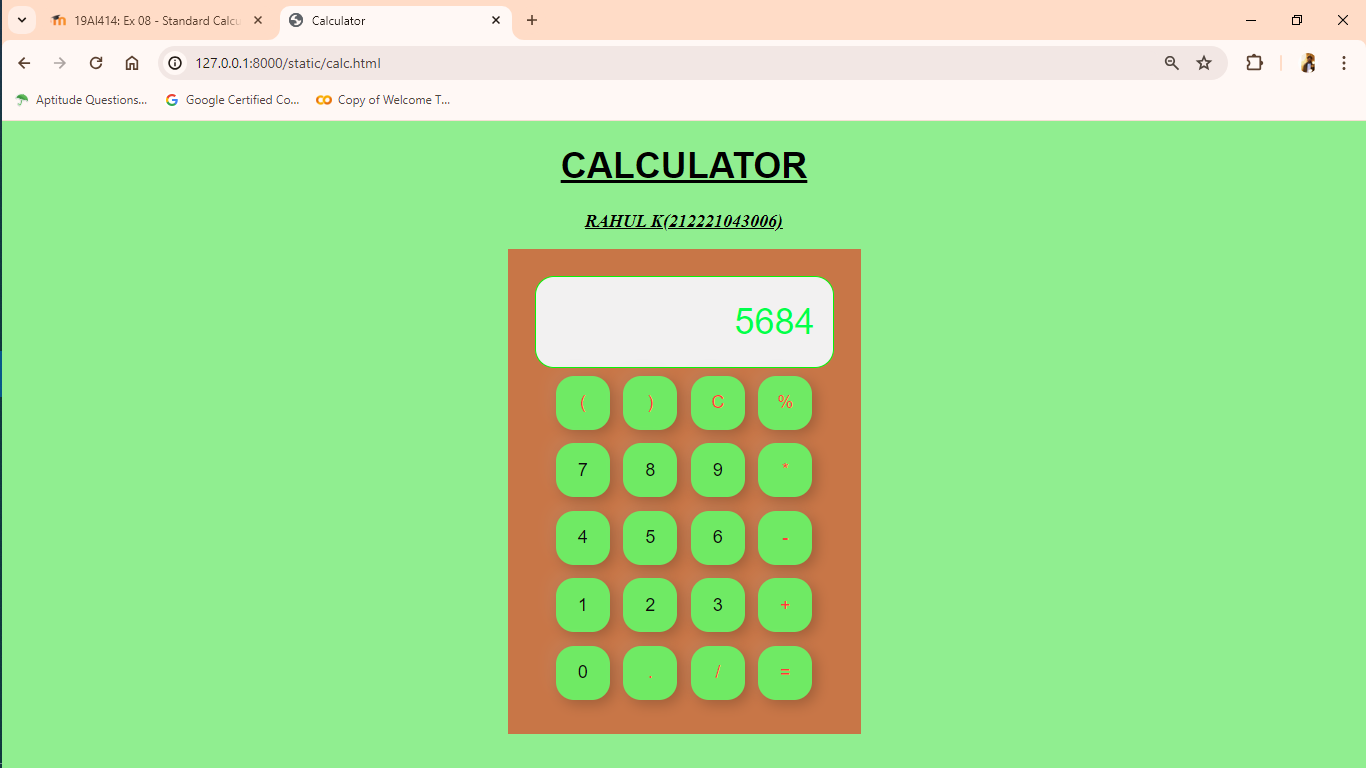 19AI414: Ex 08 - Standard Calcu
Calculator
127.0.0.1:8000/static/calc.html
Aptitude Questions...
Google Certified Co...
Copy of Welcome T...
CALCULATOR
RAHUL K(212221043006)
5684
( ) C %
7 8 9 *
4 5 6 -
1 2 3 +
0 . / =